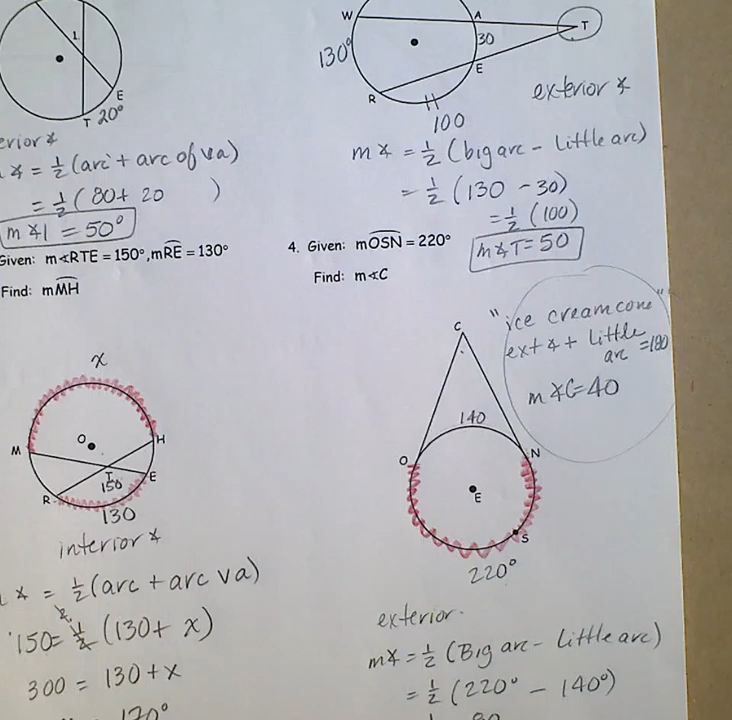 1
E
T 20°
erior ∡
∡ = ½ (arc + arc of va)
= ½ (80 + 20 )
m∡1 = 50°
W
A
T
130°
30
E
R
100
exterior ∡
m∡ = ½ (big arc - Little arc)
= ½ (130 - 30)
= ½ (100)
m∡T = 50
Given: m∢RTE = 150°, mRE = 130°
Find: mMH
4. Given: mOSN = 220°
Find: m∢C
x
M
O
H
T
150
E
R
130
interior ∡
∡ = ½ (arc + arc va)
150 = ½ (130 + x)
300 = 130 + x
170°
C
140
O
N
E
S
220°
"ice cream cone"
ext ∡ + Little
arc = 180
m∡C = 40
exterior.
m∡ = ½ (Big arc - Little arc)
= ½ (220° - 140°)